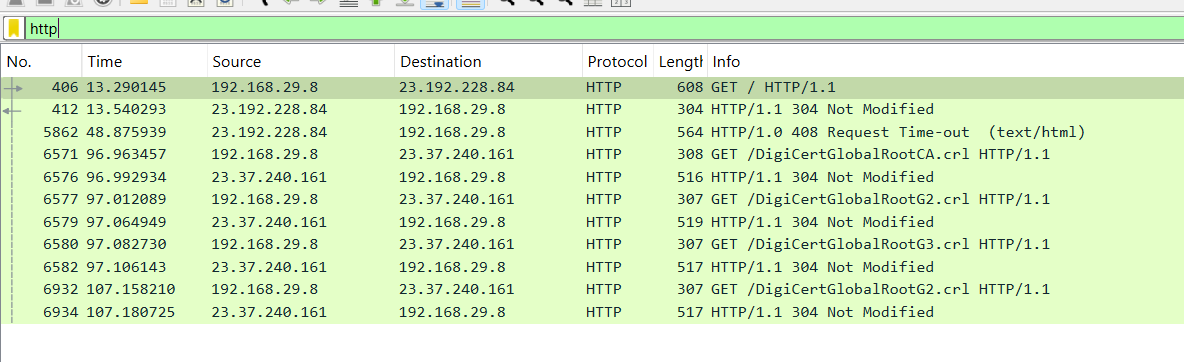 http
No. Time Source Destination Protocol Length Info
406 13.290145 192.168.29.8 23.192.228.84 HTTP 608 GET / HTTP/1.1
412 13.540293 23.192.228.84 192.168.29.8 HTTP 304 HTTP/1.1 304 Not Modified
5862 48.875939 23.192.228.84 192.168.29.8 HTTP 564 HTTP/1.0 408 Request Time-out (text/html)
6571 96.963457 192.168.29.8 23.37.240.161 HTTP 308 GET /DigiCertGlobalRootCA.crl HTTP/1.1
6576 96.992934 23.37.240.161 192.168.29.8 HTTP 516 HTTP/1.1 304 Not Modified
6577 97.012089 192.168.29.8 23.37.240.161 HTTP 307 GET /DigiCertGlobalRootG2.crl HTTP/1.1
6579 97.064949 23.37.240.161 192.168.29.8 HTTP 519 HTTP/1.1 304 Not Modified
6580 97.082730 192.168.29.8 23.37.240.161 HTTP 307 GET /DigiCertGlobalRootG3.crl HTTP/1.1
6582 97.106143 23.37.240.161 192.168.29.8 HTTP 517 HTTP/1.1 304 Not Modified
6932 107.158210 192.168.29.8 23.37.240.161 HTTP 307 GET /DigiCertGlobalRootG2.crl HTTP/1.1
6934 107.180725 23.37.240.161 192.168.29.8 HTTP 517 HTTP/1.1 304 Not Modified